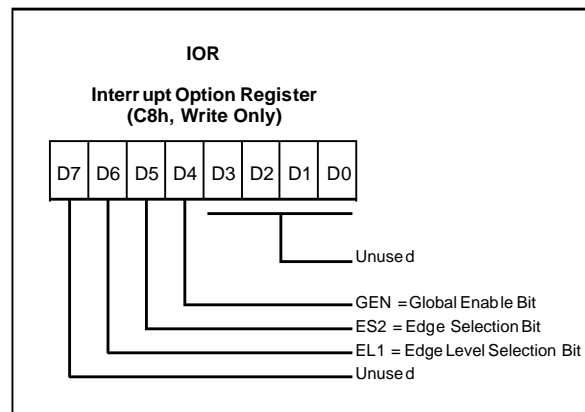 IOR
Interrupt Option Register
(C8h, Write Only)
D7 D6 D5 D4 D3 D2 D1 D0
Unused
GEN = Global Enable Bit
ES2 = Edge Selection Bit
EL1 = Edge Level Selection Bit
Unused